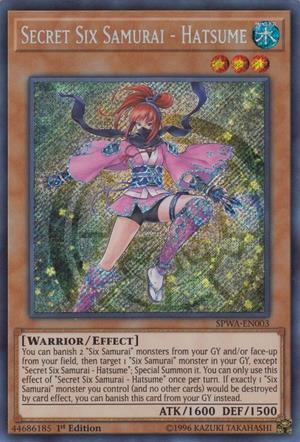 SECRET SIX SAMURAI - HATSUME
水
SPWA-EN003
[WARRIOR/EFFECT]
You can banish 2 "Six Samurai" monsters from your GY and/or face-up
from your field, then target 1 "Six Samurai" monster in your GY, except
"Secret Six Samurai - Hatsume"; Special Summon it. You can only use this
effect of "Secret Six Samurai - Hatsume" once per turn. If exactly 1 "Six
Samurai" monster you control (and no other cards) would be destroyed
by card effect, you can banish this card from your GY instead.
ATK/1600 DEF/1500
44686185 1st Edition ©1996 KAZUKI TAKAHASHI